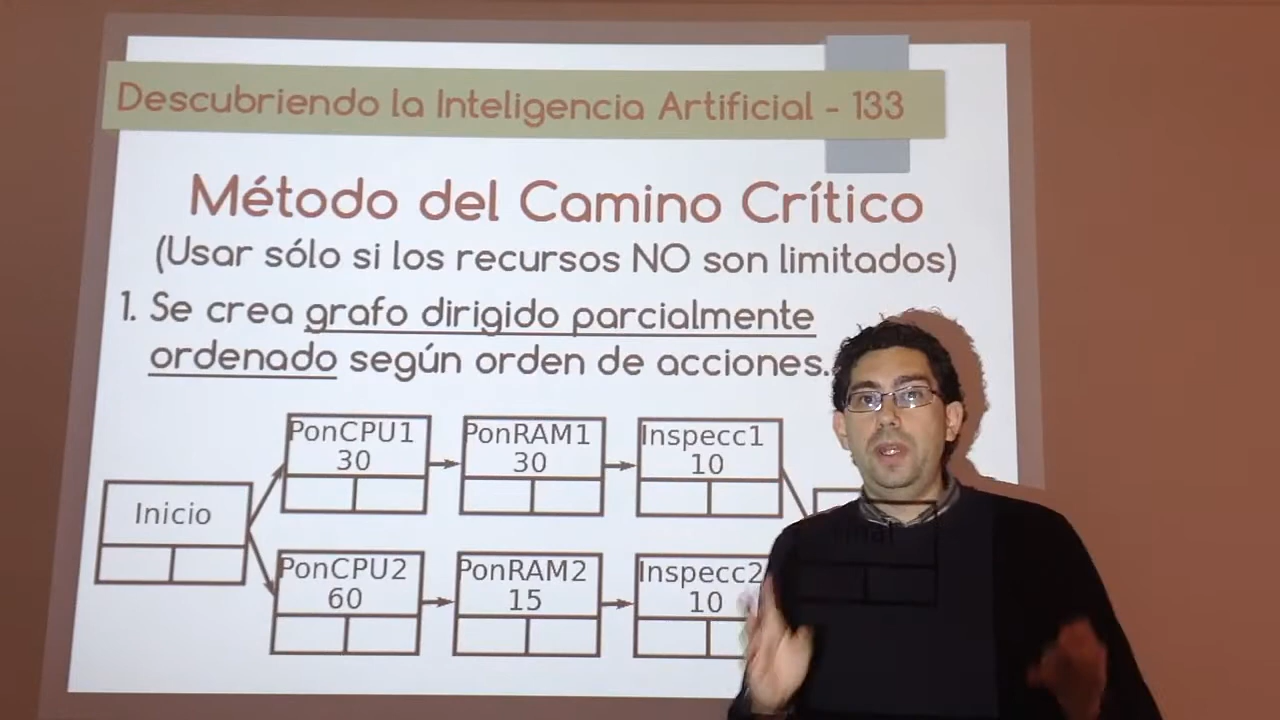 Descubriendo la Inteligencia Artificial - 133
Método del Camino Crítico
(Usar sólo si los recursos NO son limitados)
1. Se crea grafo dirigido parcialmente
ordenado según orden de acciones...
PonCPU1
30
PonRAM1
30
Inspecc1
10
Inicio
Final
PonCPU2
60
PonRAM2
15
Inspecc2
10